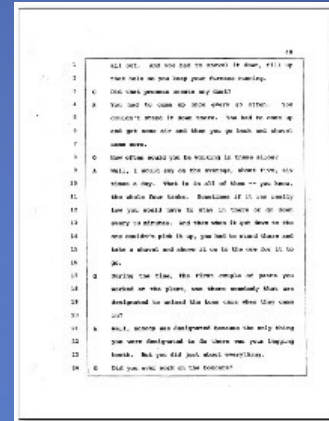 all out. And you had to shovel it down, fill up
that hole so you keep your furnace running.
Q Did that process create any dust?
A You had to come up once every so often. You
couldn't stand it down there. You had to come up
and get some air and then you go back and shovel
some more.
Q How often would you be working in these silos?
A Well, I would say on the average, about five, six
times a day. That is in all of them -- you know,
the whole four tanks. Sometimes if it was really
low you would have to stay in there or go down
every 15 minutes. And then when it got down to the
ore couldn't pick it up, you had to stand there and
take a shovel and shove it on to the ore for it to
go.
Q During the time, the first couple of years you
worked at the plant, was there somebody that was
designated to unload the boxcars when they came
in?
A Well, nobody was designated because the only thing
you were designated to do there was your bagging
booth. But you did just about everything.
Q Did you ever work on the boxcars?